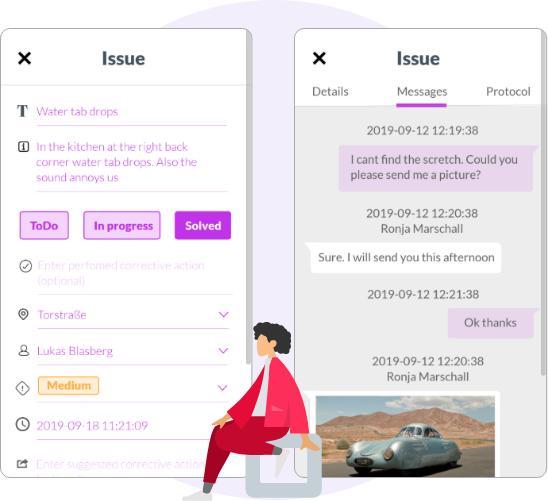 Issue
Water tab drops
In the kitchen at the right back
corner water tab drops. Also the
sound annoys us
ToDo
In progress
Solved
Enter perfomed corrective action
(optional)
Torstraße
Lukas Blasberg
Medium
2019-09-18 11:21:09
Enter suggested corrective action
Issue
Details
Messages
Protocol
2019-09-12 12:19:38
I cant find the scretch. Could you
please send me a picture?
2019-09-12 12:20:38
Ronja Marschall
Sure. I will send you this afternoon
2019-09-12 12:21:38
Ok thanks
2019-09-12 12:20:38
Ronja Marschall